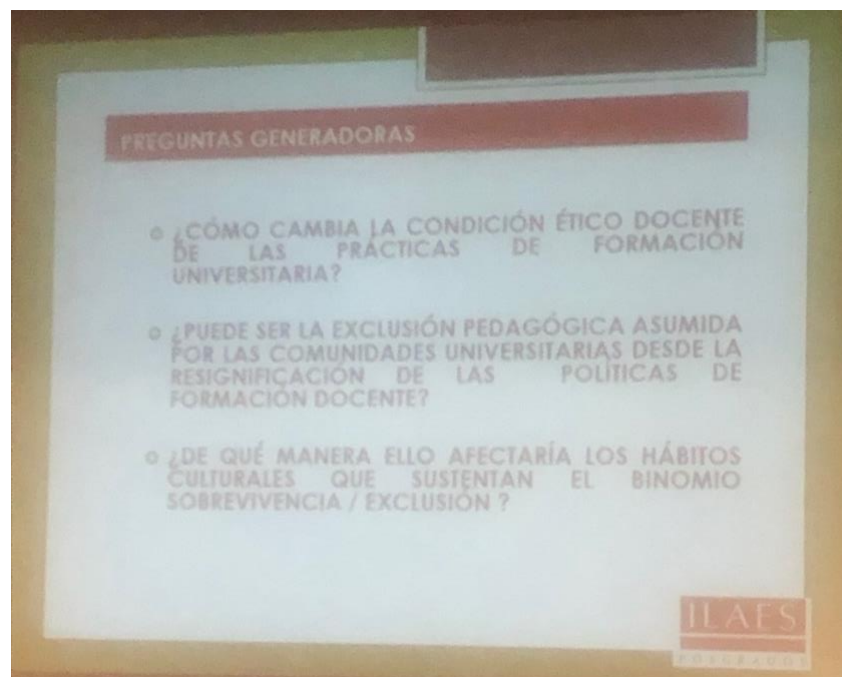 PREGUNTAS GENERADORAS
¿CÓMO CAMBIA LA CONDICIÓN ÉTICO DOCENTE
DE LAS PRÁCTICAS DE FORMACIÓN
UNIVERSITARIA?
¿PUEDE SER LA EXCLUSIÓN PEDAGÓGICA ASUMIDA
POR LAS COMUNIDADES UNIVERSITARIAS DESDE LA
RESIGNIFICACIÓN DE LAS POLÍTICAS DE
FORMACIÓN DOCENTE?
¿DE QUÉ MANERA ELLO AFECTARÍA LOS HÁBITOS
CULTURALES QUE SUSTENTAN EL BINOMIO
SOBREVIVENCIA / EXCLUSIÓN ?
ILAES
POSGRADOS